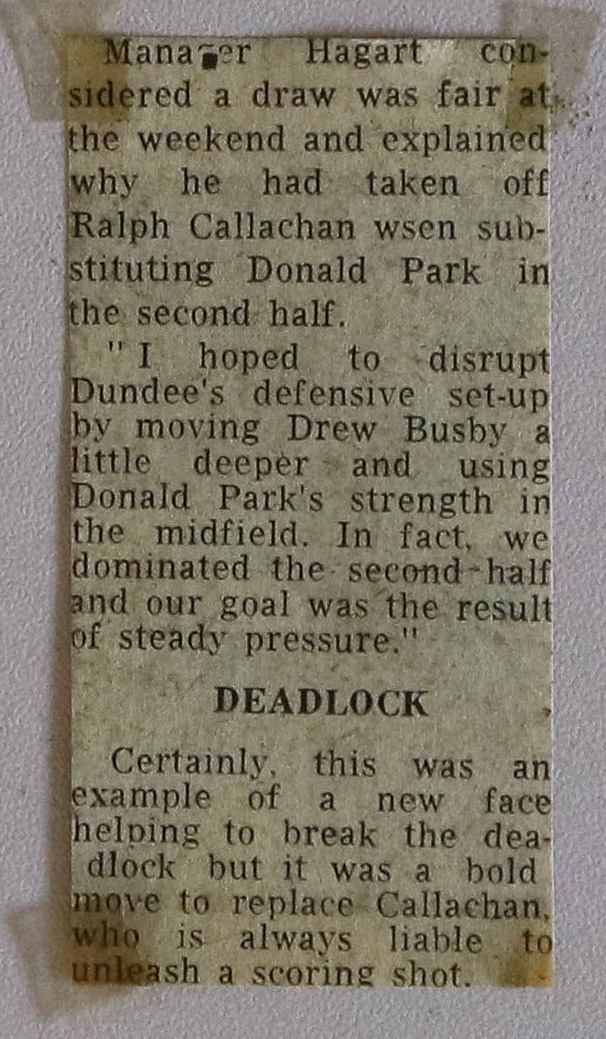 Manager Hagart con-
sidered a draw was fair at
the weekend and explained
why he had taken off
Ralph Callachan wsen sub-
stituting Donald Park in
the second half.
"I hoped to disrupt
Dundee's defensive set-up
by moving Drew Busby a
little deeper and using
Donald Park's strength in
the midfield. In fact, we
dominated the second-half
and our goal was the result
of steady pressure."
DEADLOCK
Certainly, this was an
example of a new face
helping to break the dea-
dlock but it was a bold
move to replace Callachan,
who is always liable to
unleash a scoring shot.